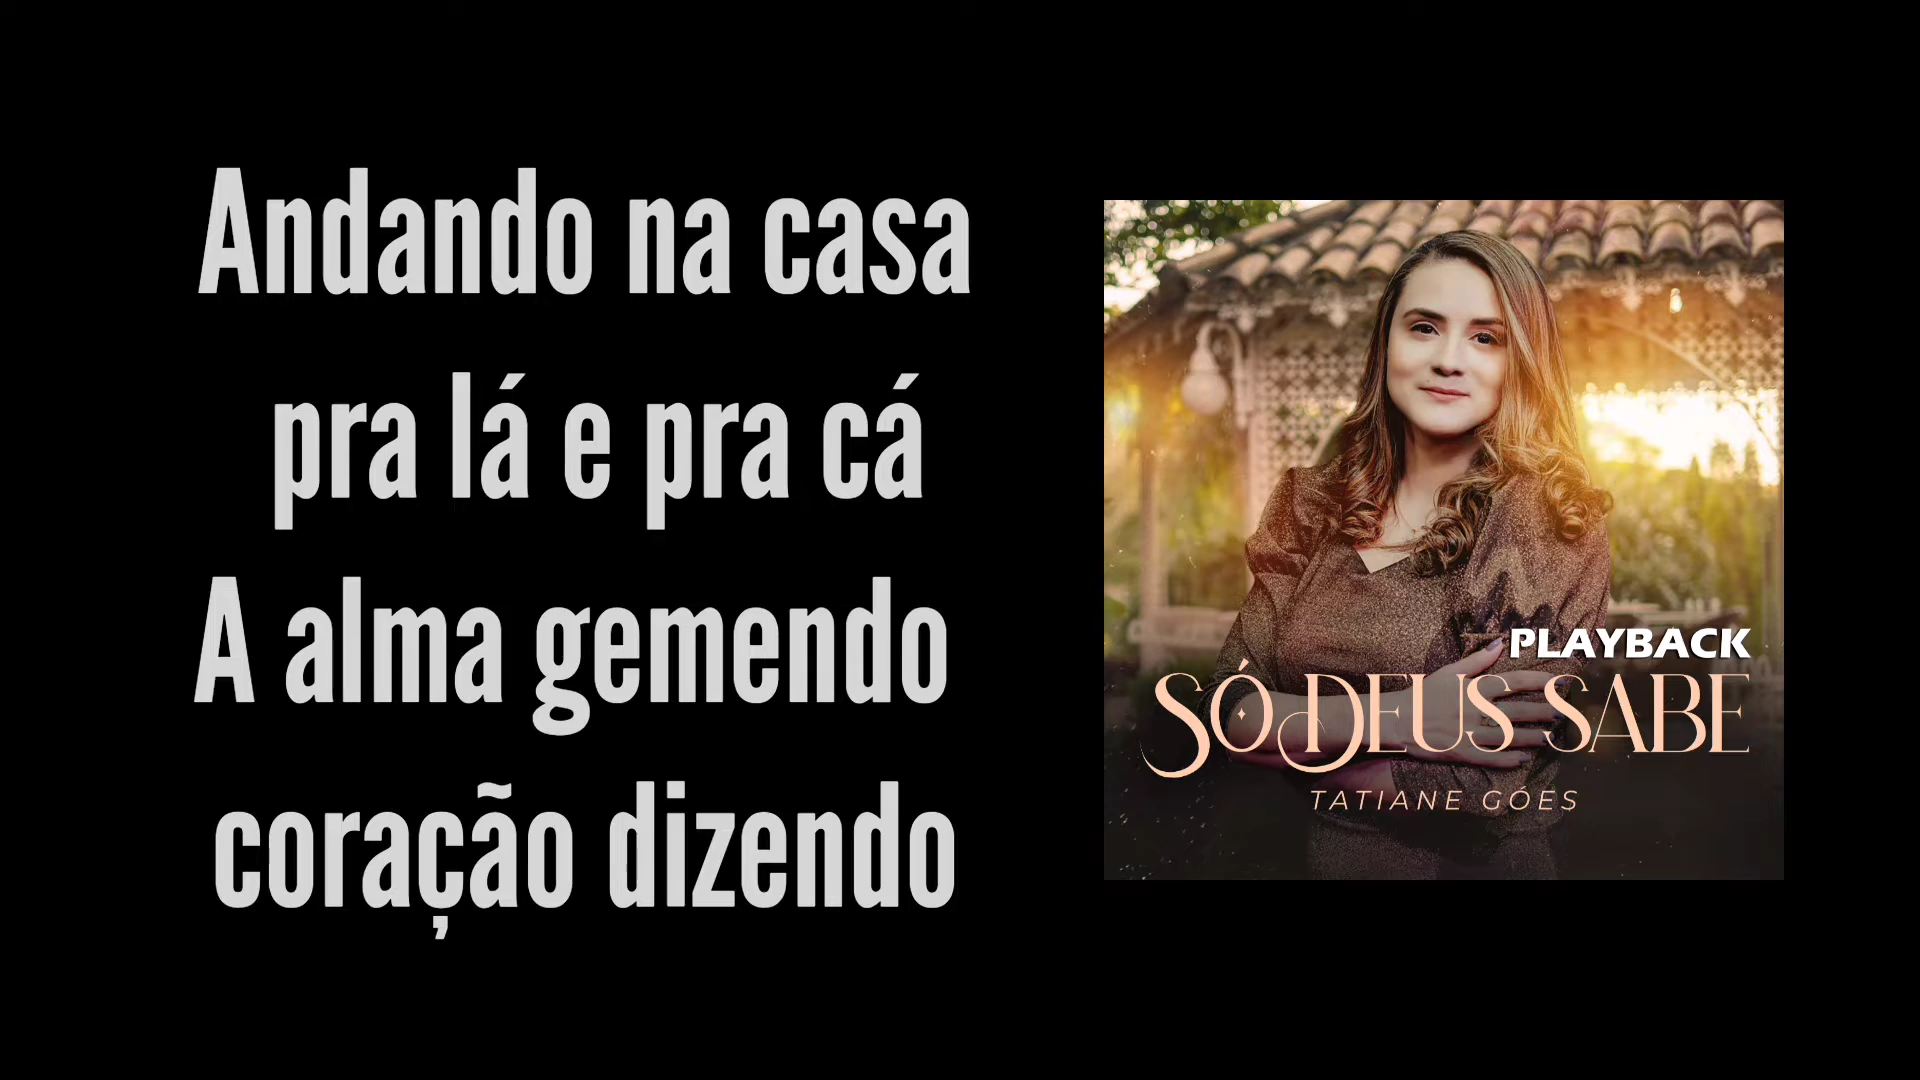 Andando na casa
pra lá e pra cá
A alma gemendo
coração dizendo
PLAYBACK
SÓ DEUS SABE
TATIANE GÓES